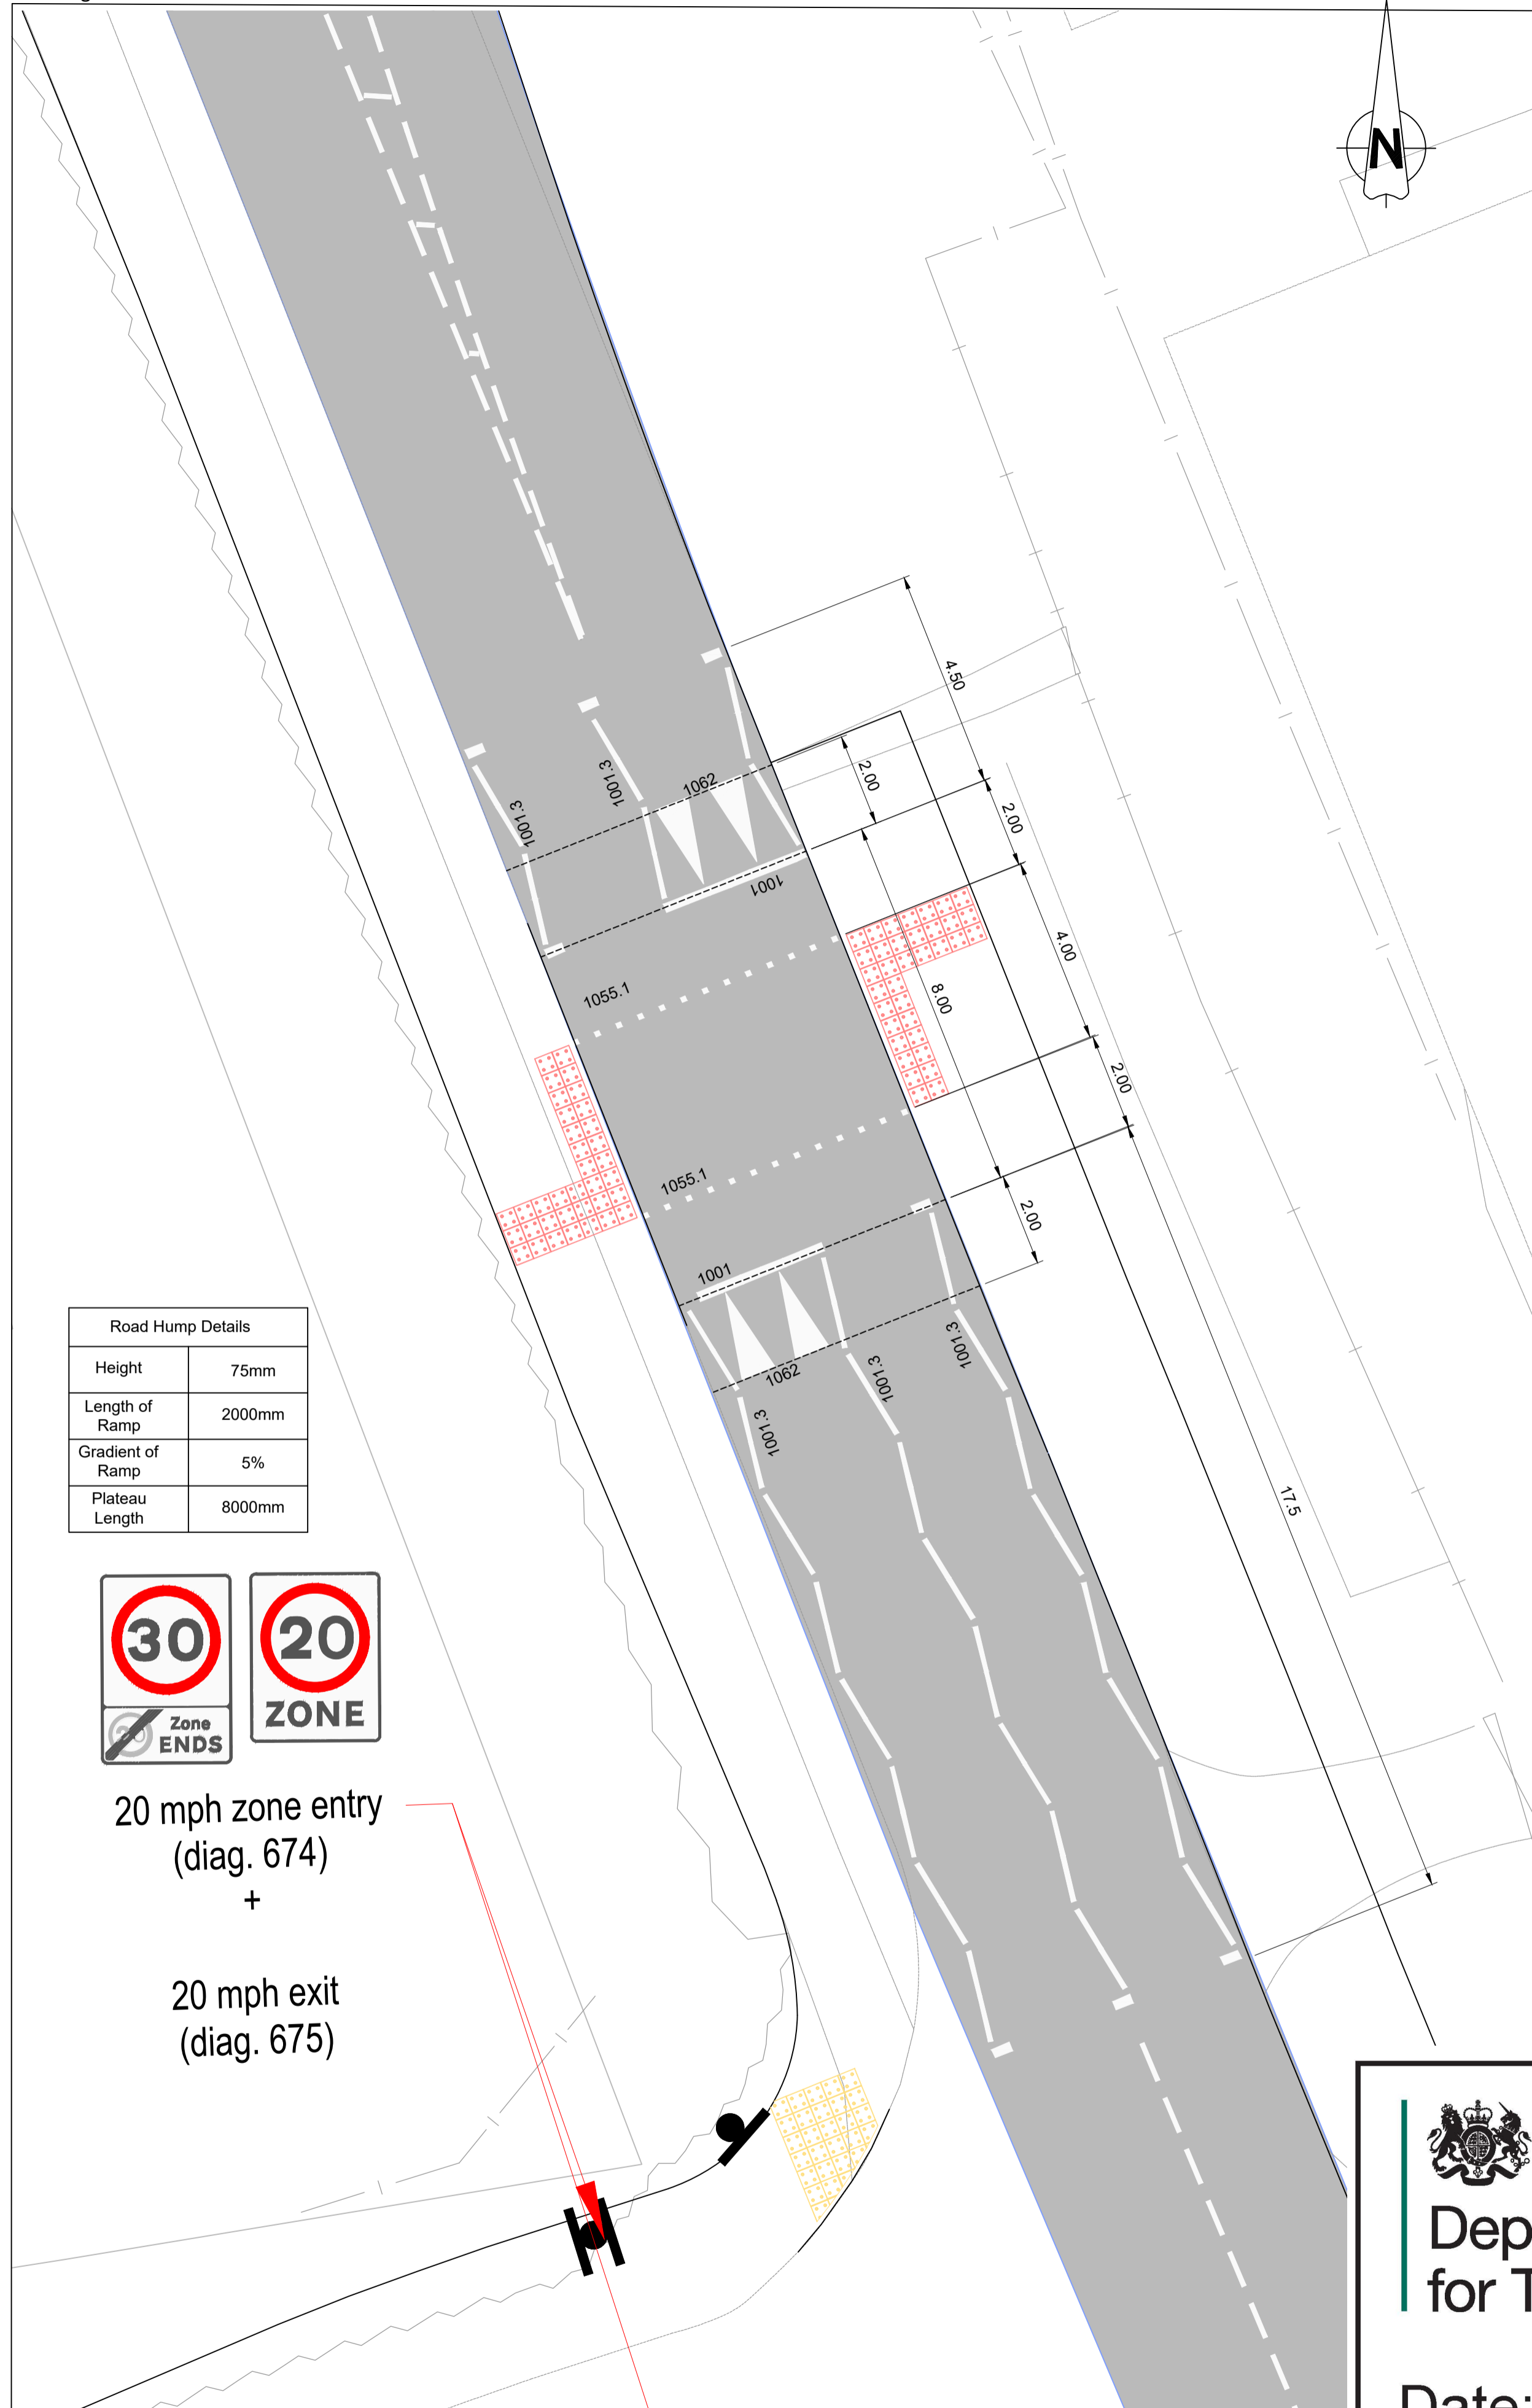 N
4.50
2.00
2.00
1001.3
1001.3
1062
1001
4.00
8.00
1055.1
2.00
1055.1
2.00
1001
1062
1001.3
1001.3
1001.3
17.5
Road Hump Details
Height 75mm
Length of Ramp 2000mm
Gradient of Ramp 5%
Plateau Length 8000mm
30
Zone
ENDS
20
ZONE
20 mph zone entry
(diag. 674)
+
20 mph exit
(diag. 675)
Dep
for T
Date: